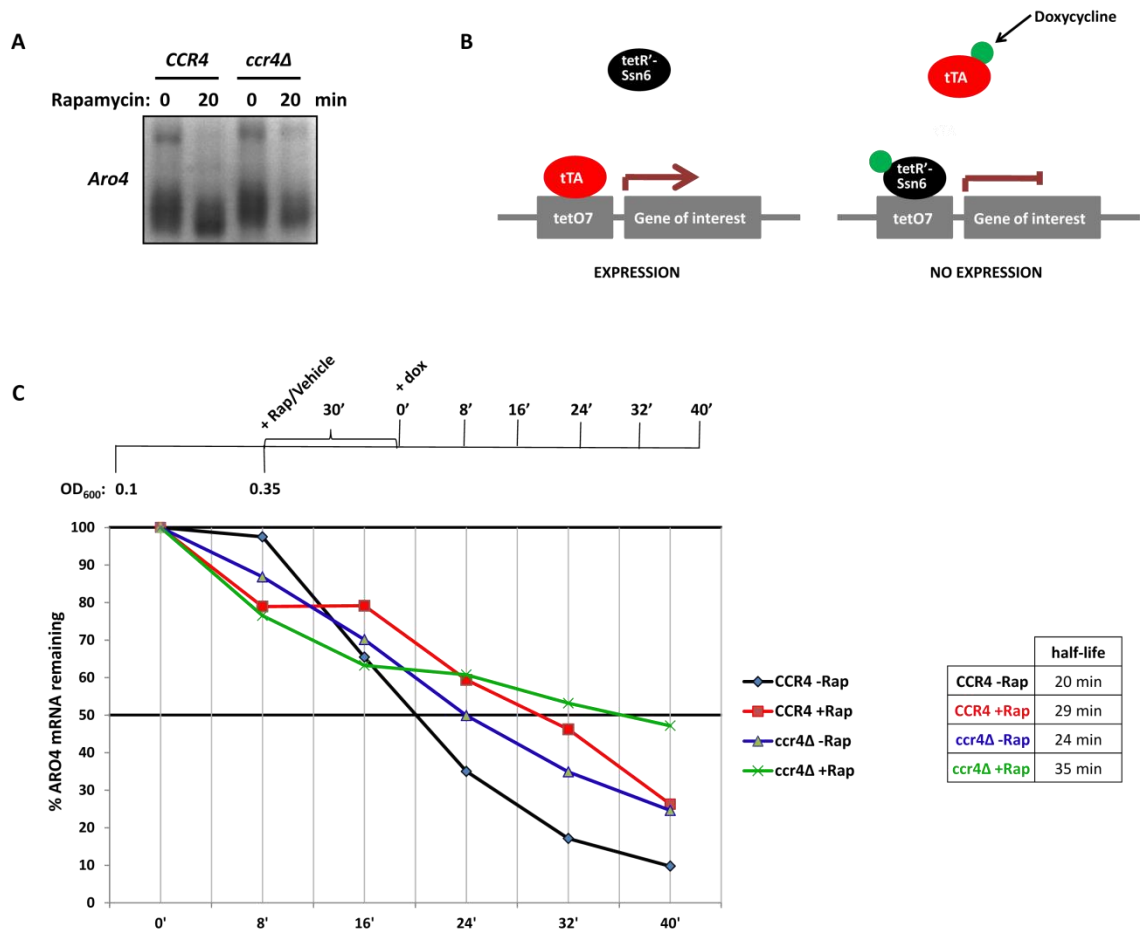 A
CCR4 ccr4Δ
Rapamycin: 0 20 0 20 min
Aro4
B
Doxycycline
tetR'-
Ssn6
tTA
tTA
tetO7 Gene of interest
EXPRESSION
tetR'-
Ssn6
tetO7 Gene of interest
NO EXPRESSION
C
+ Rap/Vehicle
30'
+ dox
0' 8' 16' 24' 32' 40'
OD600: 0.1 0.35
% ARO4 mRNA remaining
100
90
80
70
60
50
40
30
20
10
0
0' 8' 16' 24' 32' 40'
CCR4 -Rap
CCR4 +Rap
ccr4Δ -Rap
ccr4Δ +Rap
half-life
CCR4 -Rap 20 min
CCR4 +Rap 29 min
ccr4Δ -Rap 24 min
ccr4Δ +Rap 35 min